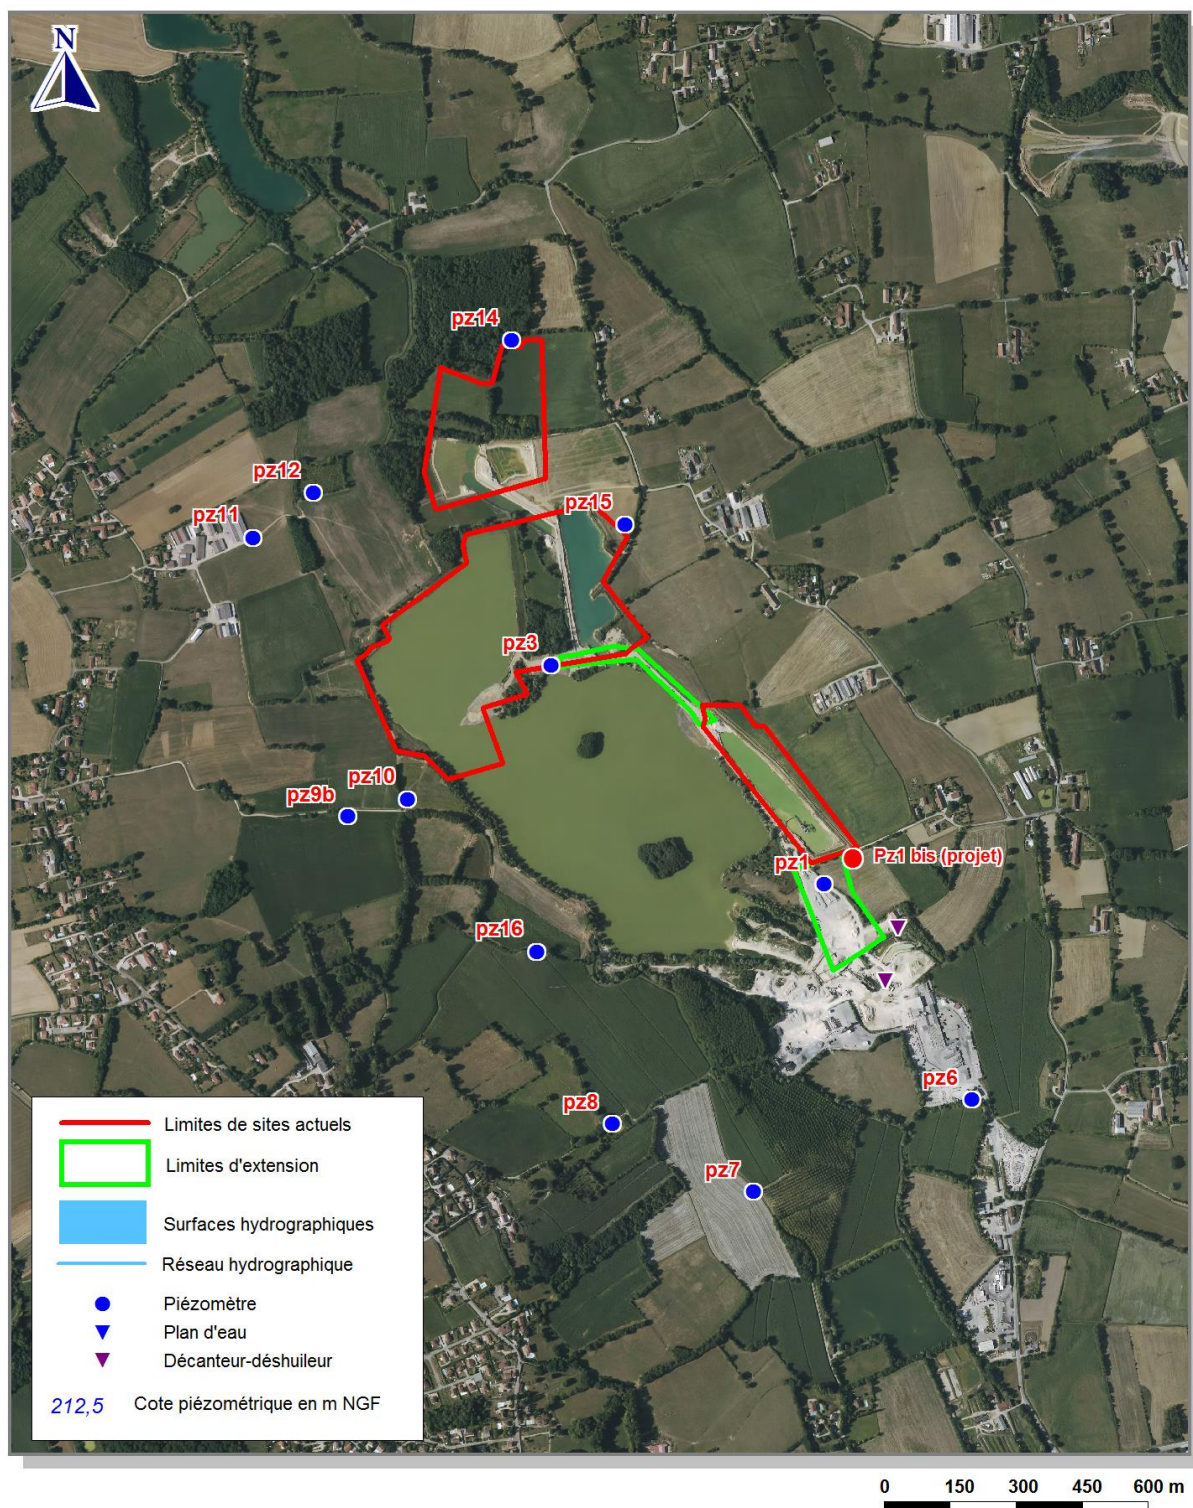 N
pz14
pz12
pz11
pz15
pz3
pz10
pz9b
pz1
Pz1 bis (projet)
pz16
pz6
pz8
pz7
Limites de sites actuels
Limites d'extension
Surfaces hydrographiques
Réseau hydrographique
Piézomètre
Plan d'eau
Décanteur-déshuileur
212,5 Cote piézométrique en m NGF
0 150 300 450 600 m